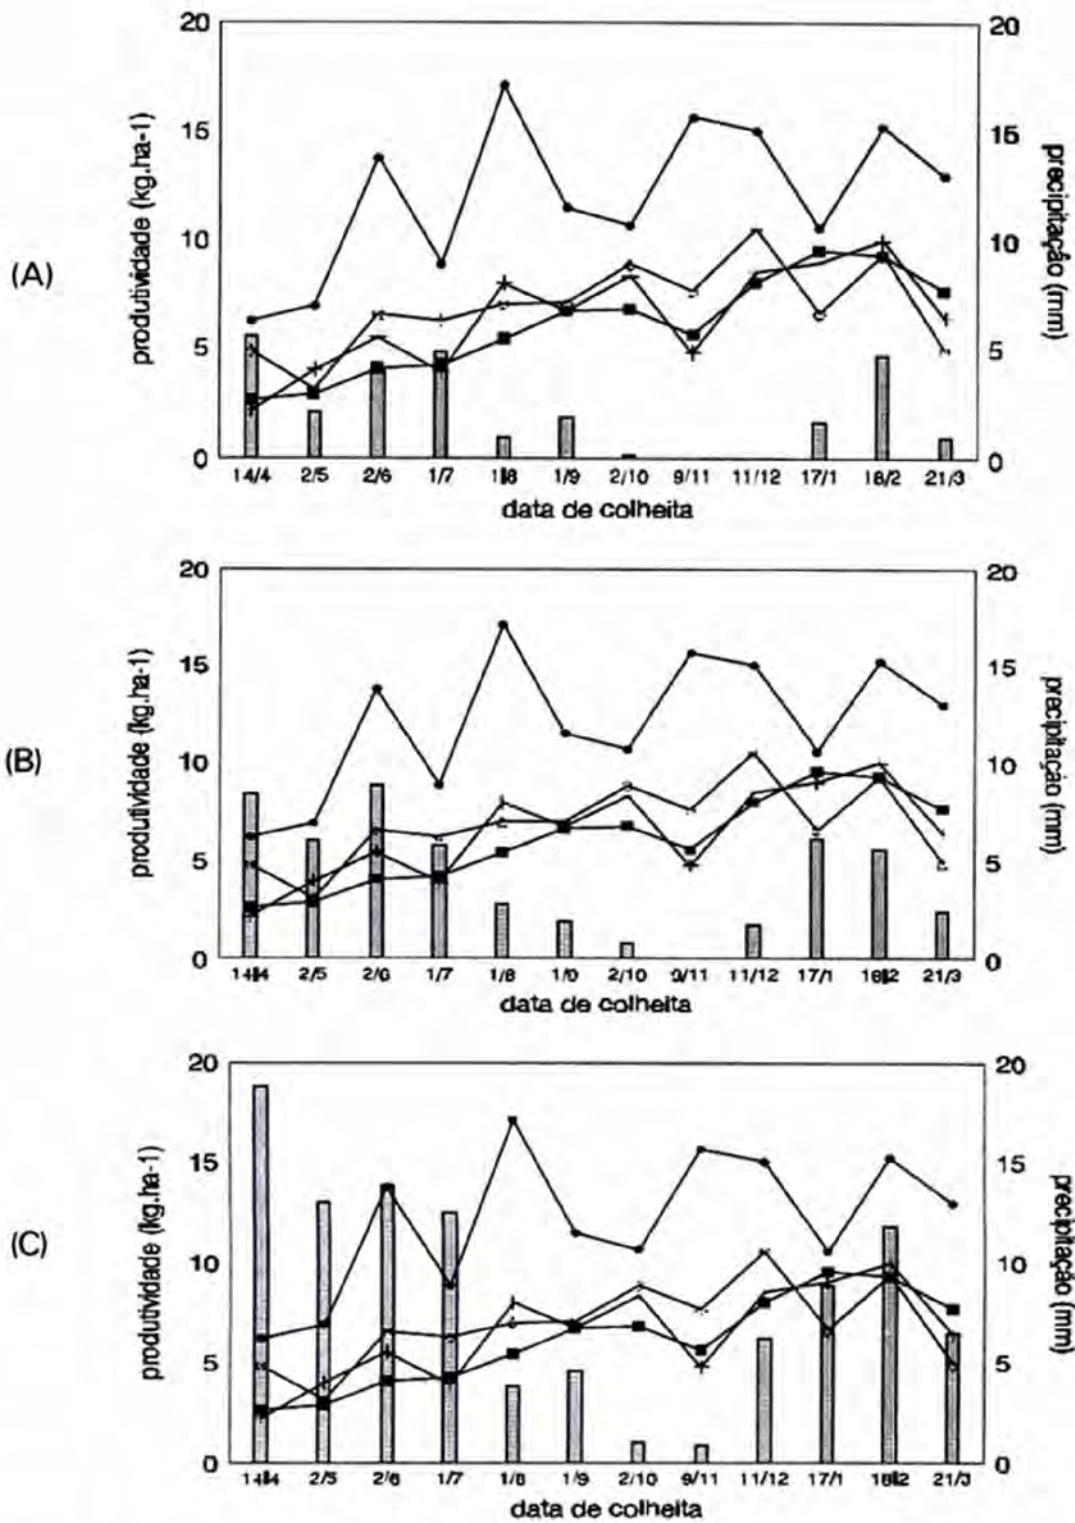 (A)
produtividade (kg.ha-1)
20
15
10
5
0
20
15
10
5
0
precipitação (mm)
14/4 2/5 2/6 1/7 1/8 1/9 2/10 9/11 11/12 17/1 18/2 21/3
data de colheita
(B)
produtividade (kg.ha-1)
20
15
10
5
0
20
15
10
5
0
precipitação (mm)
14/4 2/5 2/6 1/7 1/8 1/9 2/10 9/11 11/12 17/1 18/2 21/3
data de colheita
(C)
produtividade (kg.ha-1)
20
15
10
5
0
20
15
10
5
0
precipitação (mm)
14/4 2/5 2/6 1/7 1/8 1/9 2/10 9/11 11/12 17/1 18/2 21/3
data de colheita